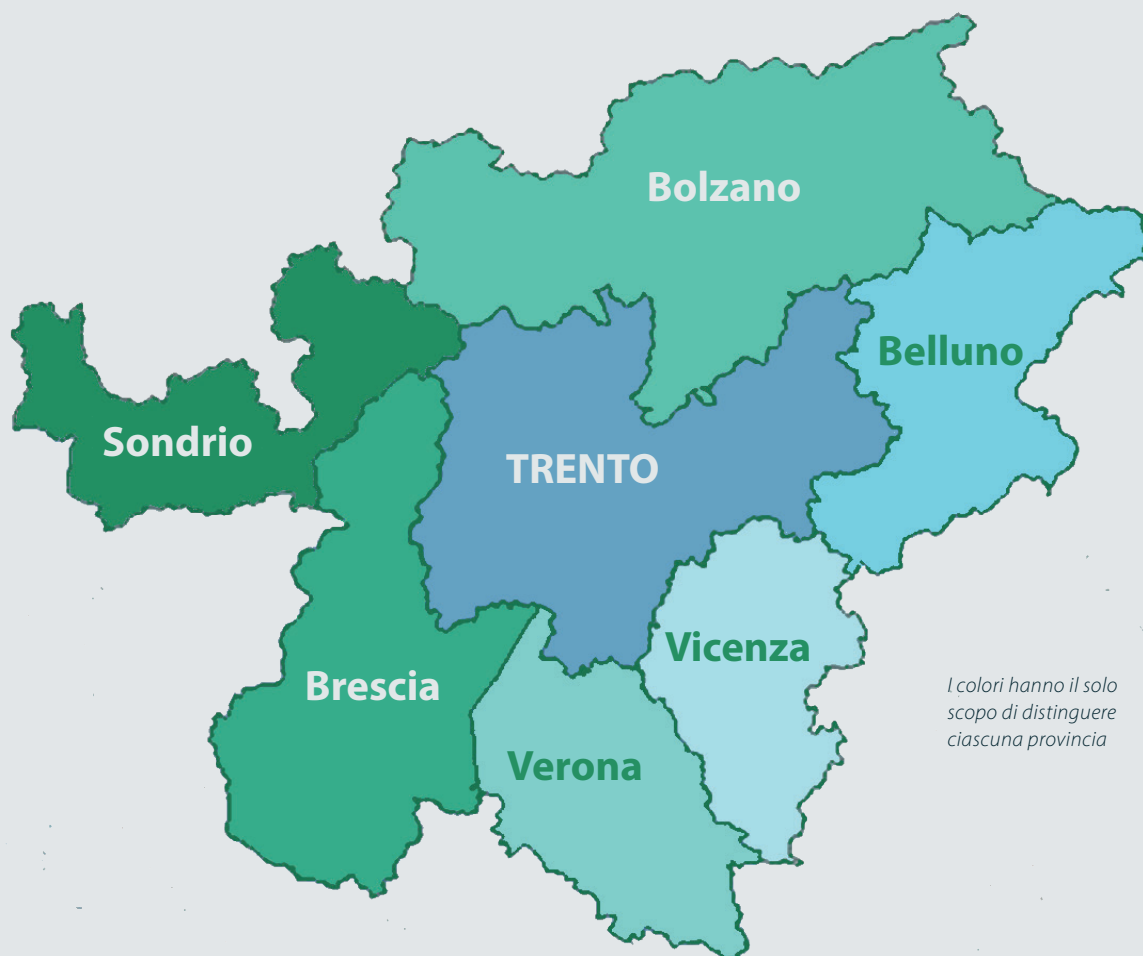 Bolzano
Belluno
Sondrio
TRENTO
Vicenza
Brescia
Verona
I colori hanno il solo
scopo di distinguere
ciascuna provincia